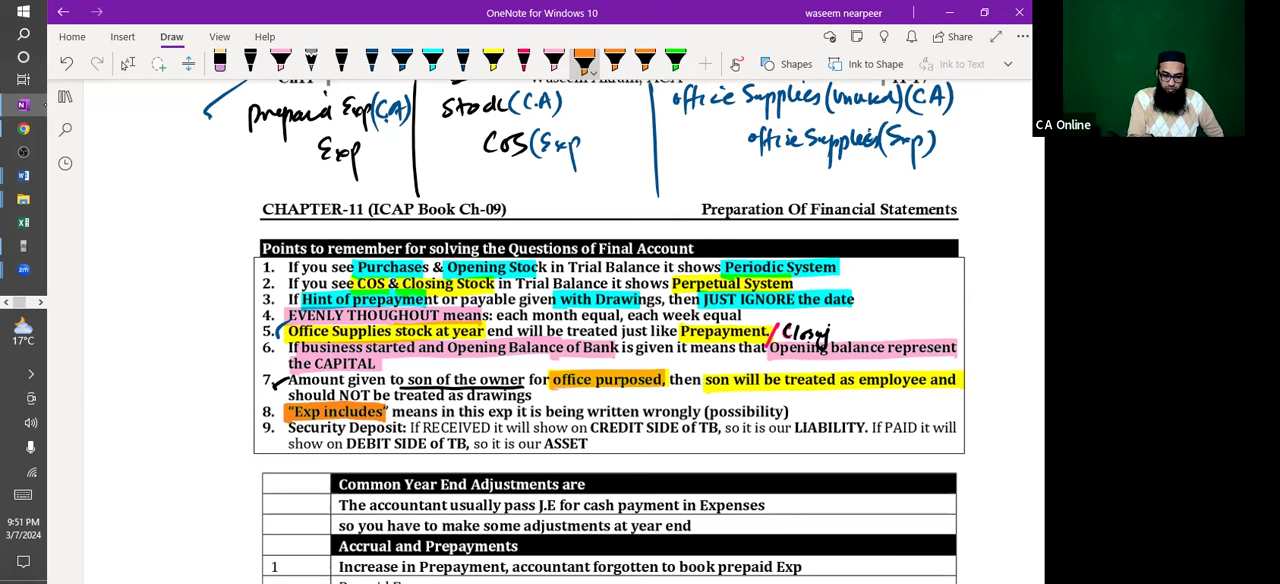 OneNote for Windows 10
waseem nearpeer
Home Insert Draw View Help
Share
Shapes
Ink to Shape
Ink to Text
prepaid Exp(CA)
Exp
Stock(C.A)
COS(Exp
office Supplies(unused)(CA)
office Supplies(Exp)
CHAPTER-11 (ICAP Book Ch-09) Preparation Of Financial Statements
Points to remember for solving the Questions of Final Account
1. If you see Purchases & Opening Stock in Trial Balance it shows Periodic System
2. If you see COS & Closing Stock in Trial Balance it shows Perpetual System
3. If Hint of prepayment or payable given with Drawings, then JUST IGNORE the date
4. EVENLY THOUGHOUT means: each month equal, each week equal
5. Office Supplies stock at year end will be treated just like Prepayment. / Closing
6. If business started and Opening Balance of Bank is given it means that Opening balance represent
the CAPITAL
7. Amount given to son of the owner for office purposed, then son will be treated as employee and
should NOT be treated as drawings
8. "Exp includes" means in this exp it is being written wrongly (possibility)
9. Security Deposit: If RECEIVED it will show on CREDIT SIDE of TB, so it is our LIABILITY. If PAID it will
show on DEBIT SIDE of TB, so it is our ASSET
Common Year End Adjustments are
The accountant usually pass J.E for cash payment in Expenses
so you have to make some adjustments at year end
Accrual and Prepayments
1 Increase in Prepayment, accountant forgotten to book prepaid Exp
C A Online
17°C
9:51 PM
3/7/2024